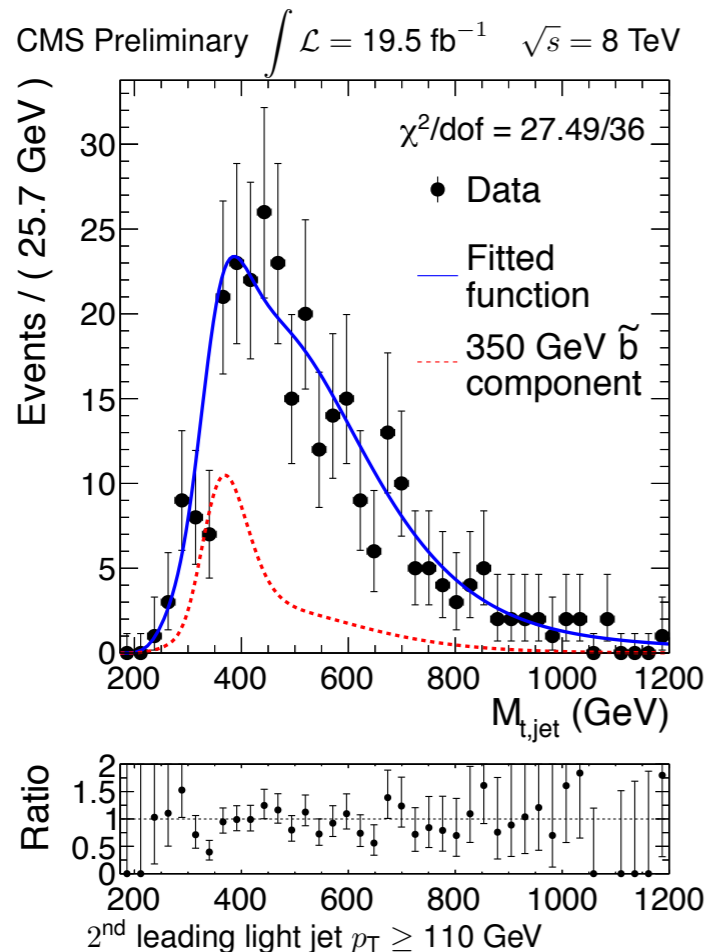 CMS Preliminary ∫ ℒ = 19.5 fb⁻¹ √s = 8 TeV
χ²/dof = 27.49/36
Data
Fitted
function
350 GeV b̃
component
Events / ( 25.7 GeV )
30
25
20
15
10
5
0
200 400 600 800 1000 1200
M_{t,jet} (GeV)
Ratio
2
1.5
1
0.5
0
200 400 600 800 1000 1200
2ⁿᵈ leading light jet p_T ≥ 110 GeV